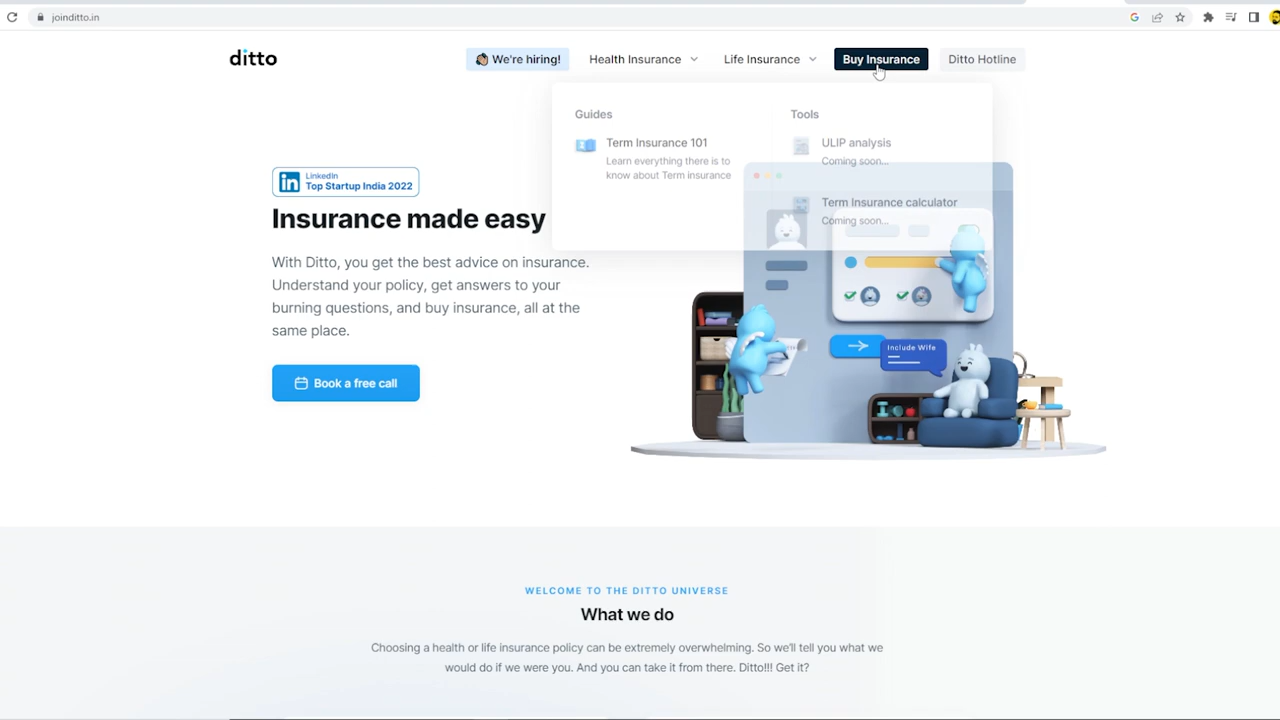 joinditto.in
ditto
We're hiring!
Health Insurance
Life Insurance
Buy Insurance
Ditto Hotline
Guides
Tools
Term Insurance 101
Learn everything there is to
know about Term insurance
ULIP analysis
Coming soon...
Term Insurance calculator
Coming soon...
LinkedIn
Top Startup India 2022
Insurance made easy
With Ditto, you get the best advice on insurance.
Understand your policy, get answers to your
burning questions, and buy insurance, all at the
same place.
Book a free call
Include Wife
WELCOME TO THE DITTO UNIVERSE
What we do
Choosing a health or life insurance policy can be extremely overwhelming. So we'll tell you what we
would do if we were you. And you can take it from there. Ditto!!! Get it?